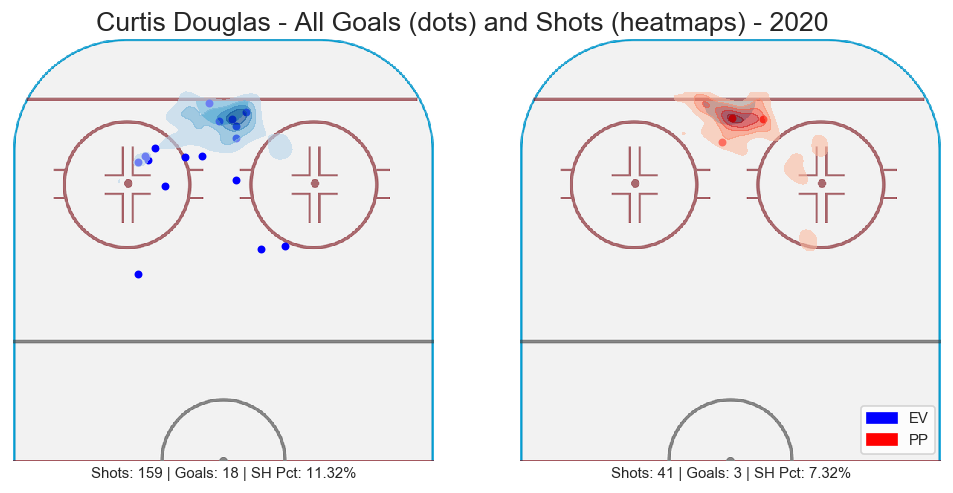 Curtis Douglas - All Goals (dots) and Shots (heatmaps) - 2020
EV
PP
Shots: 159 | Goals: 18 | SH Pct: 11.32%
Shots: 41 | Goals: 3 | SH Pct: 7.32%